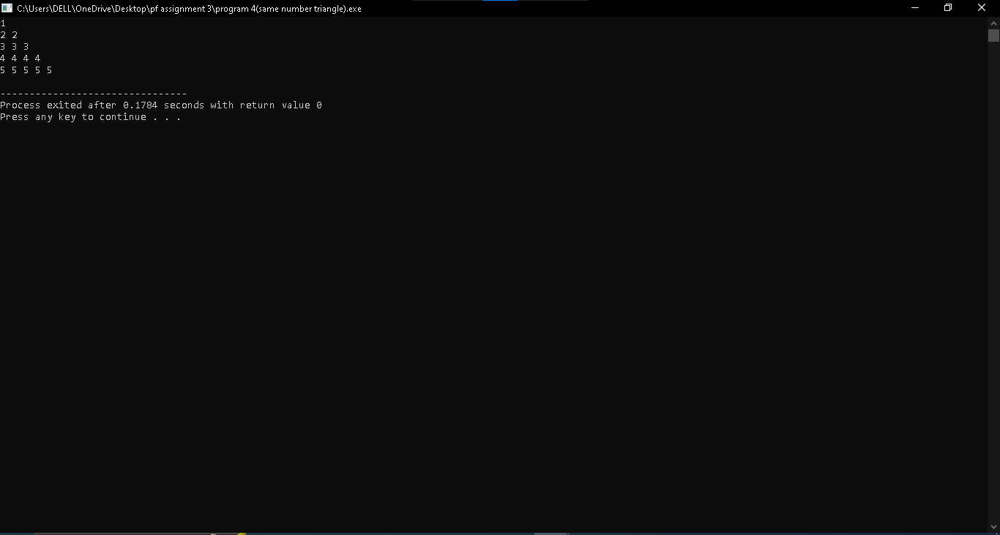 C:\Users\DELL\OneDrive\Desktop\pf assignment 3\program 4(same number triangle).exe
1
2 2
3 3 3
4 4 4 4
5 5 5 5 5
--------------------------------
Process exited after 0.1784 seconds with return value 0
Press any key to continue . . .